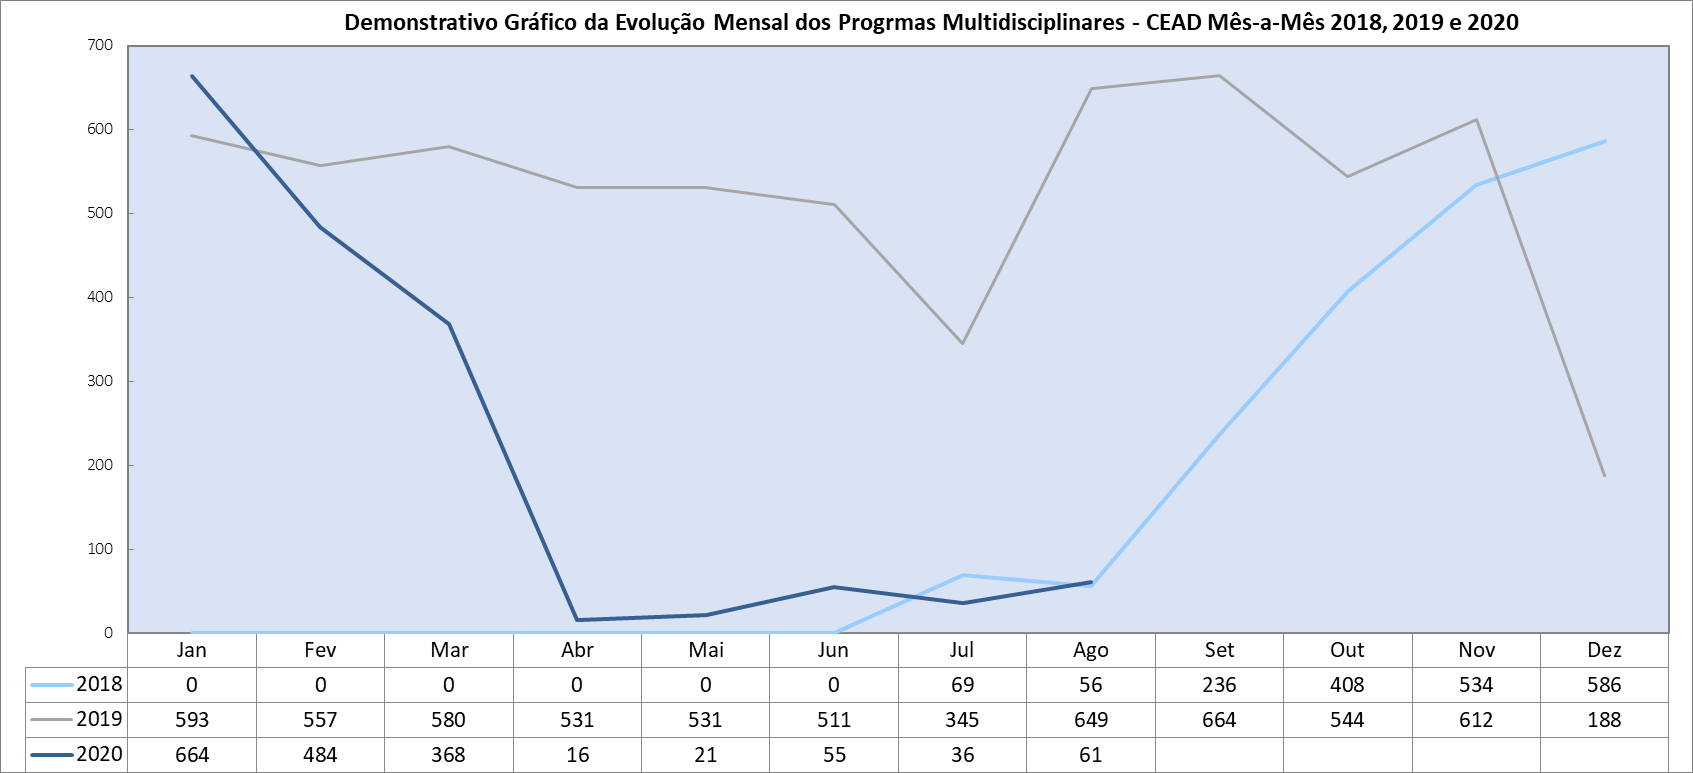 Demonstrativo Gráfico da Evolução Mensal dos Progrmas Multidisciplinares - CEAD Mês-a-Mês 2018, 2019 e 2020
700
600
500
400
300
200
100
0
Jan Fev Mar Abr Mai Jun Jul Ago Set Out Nov Dez
2018 0 0 0 0 0 0 69 56 236 408 534 586
2019 593 557 580 531 531 511 345 649 664 544 612 188
2020 664 484 368 16 21 55 36 61